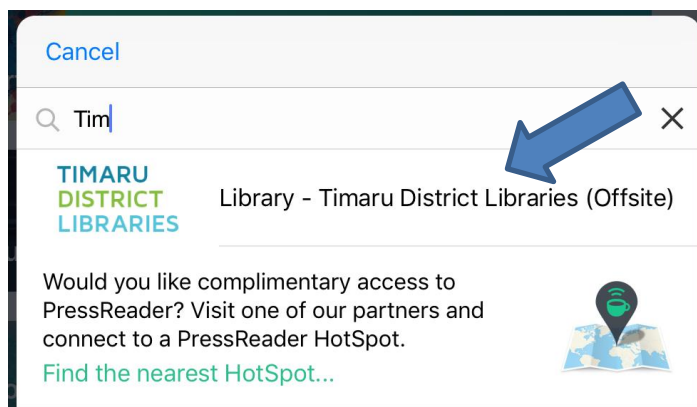 Cancel
Tim
TIMARU
DISTRICT
LIBRARIES
Library - Timaru District Libraries (Offsite)
Would you like complimentary access to
PressReader? Visit one of our partners and
connect to a PressReader HotSpot.
Find the nearest HotSpot...